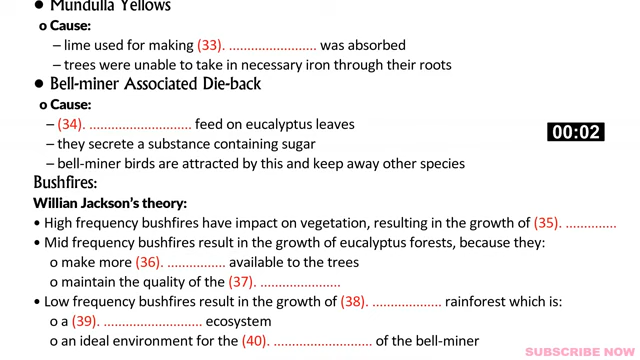 ● Mundulla Yellows
o Cause:
– lime used for making (33). ........................ was absorbed
– trees were unable to take in necessary iron through their roots
● Bell-miner Associated Die-back
o Cause:
– (34). ............................ feed on eucalyptus leaves
– they secrete a substance containing sugar
– bell-miner birds are attracted by this and keep away other species
00:02
Bushfires:
Willian Jackson's theory:
• High frequency bushfires have impact on vegetation, resulting in the growth of (35). ..............
• Mid frequency bushfires result in the growth of eucalyptus forests, because they:
o make more (36). ................ available to the trees
o maintain the quality of the (37). ......................
• Low frequency bushfires result in the growth of (38). ................... rainforest which is:
o a (39). ........................... ecosystem
o an ideal environment for the (40). ........................... of the bell-miner
SUBSCRIBE NOW